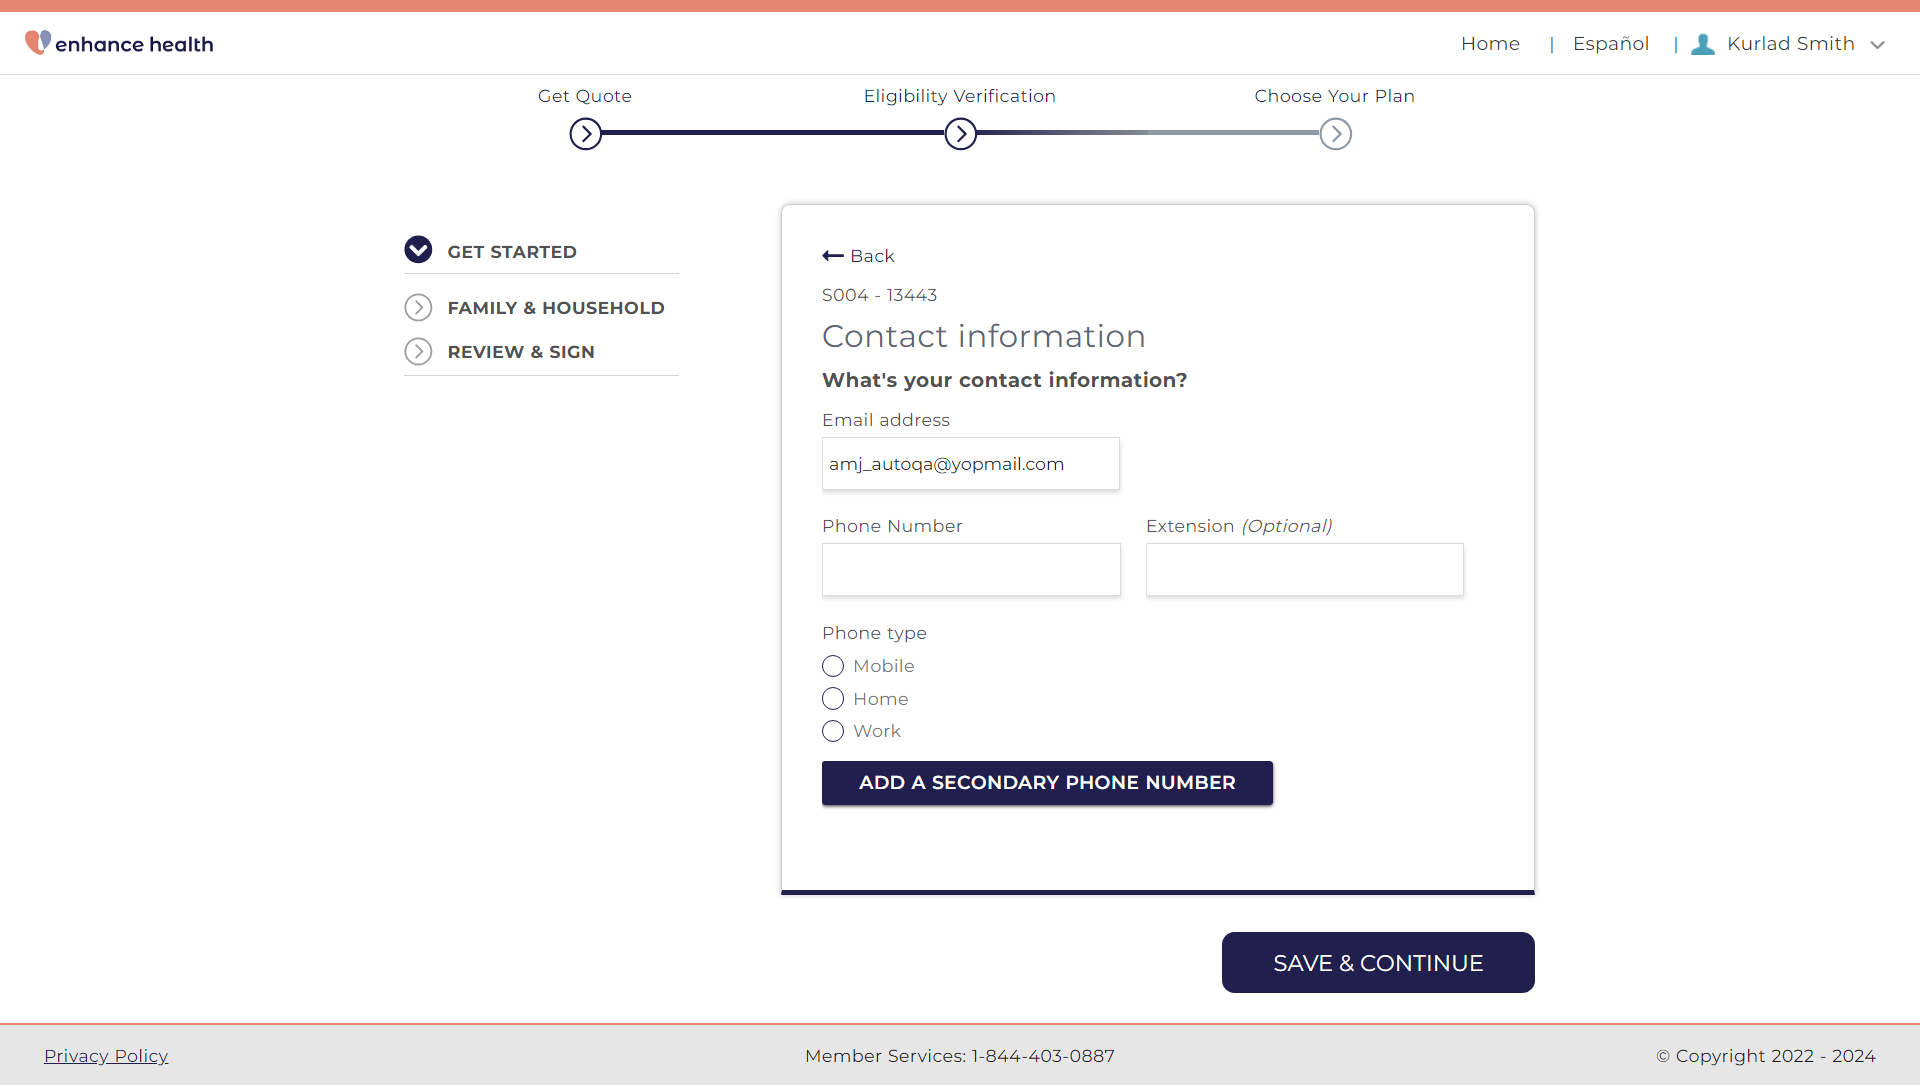 enhance health
Home | Español | Kurlad Smith
Get Quote
Eligibility Verification
Choose Your Plan
GET STARTED
FAMILY & HOUSEHOLD
REVIEW & SIGN
Back
S004 - 13443
Contact information
What's your contact information?
Email address
amj_autoqa@yopmail.com
Phone Number
Extension (Optional)
Phone type
Mobile
Home
Work
ADD A SECONDARY PHONE NUMBER
SAVE & CONTINUE
Privacy Policy
Member Services: 1-844-403-0887
© Copyright 2022 - 2024